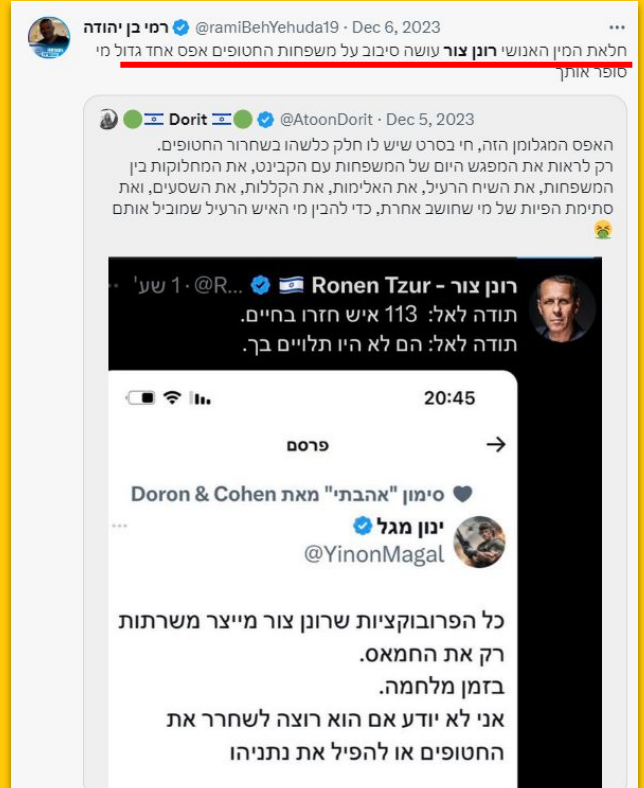 רמי בן יהודה @ramiBehYehuda19 · Dec 6, 2023
חלאת המין האנושי רונן צור עושה סיבוב על משפחות החטופים אפס אחד גדול מי
סופר אותך
Dorit @AtoonDorit · Dec 5, 2023
האפס המגלומן הזה, חי בסרט שיש לו חלק כלשהו בשחרור החטופים.
רק לראות את המפגש היום של המשפחות עם הקבינט, את המחלוקות בין
המשפחות, את השיח הרעיל, את האלימות, את הקללות, את השסעים, ואת
סתימת הפיות של מי שחושב אחרת, כדי להבין מי האיש הרעיל שמוביל אותם
רונן צור - Ronen Tzur @R... · 1 שע'
תודה לאל: 113 איש חזרו בחיים.
תודה לאל: הם לא היו תלויים בך.
20:45
פרסם
סימון "אהבתי" מאת Doron & Cohen
ינון מגל
@YinonMagal
כל הפרובוקציות שרונן צור מייצר משרתות
רק את החמאס.
בזמן מלחמה.
אני לא יודע אם הוא רוצה לשחרר את
החטופים או להפיל את נתניהו